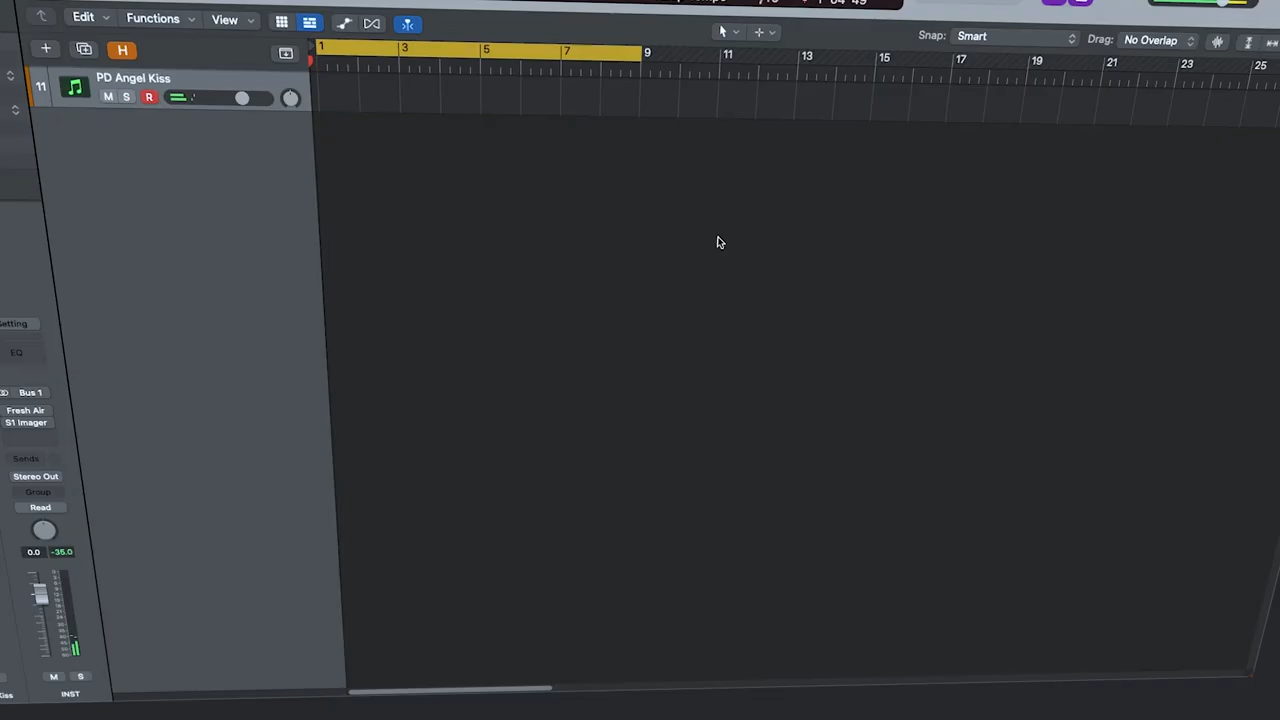 Edit Functions View Snap: Smart Drag: No Overlap
H
1 3 5 7 9 11 13 15 17 19 21 23 25
11 PD Angel Kiss
M S R
EQ
Bus 1
Fresh Air
S1 Imager
Sends
Stereo Out
Group
Read
0.0 -35.0
M S
INST